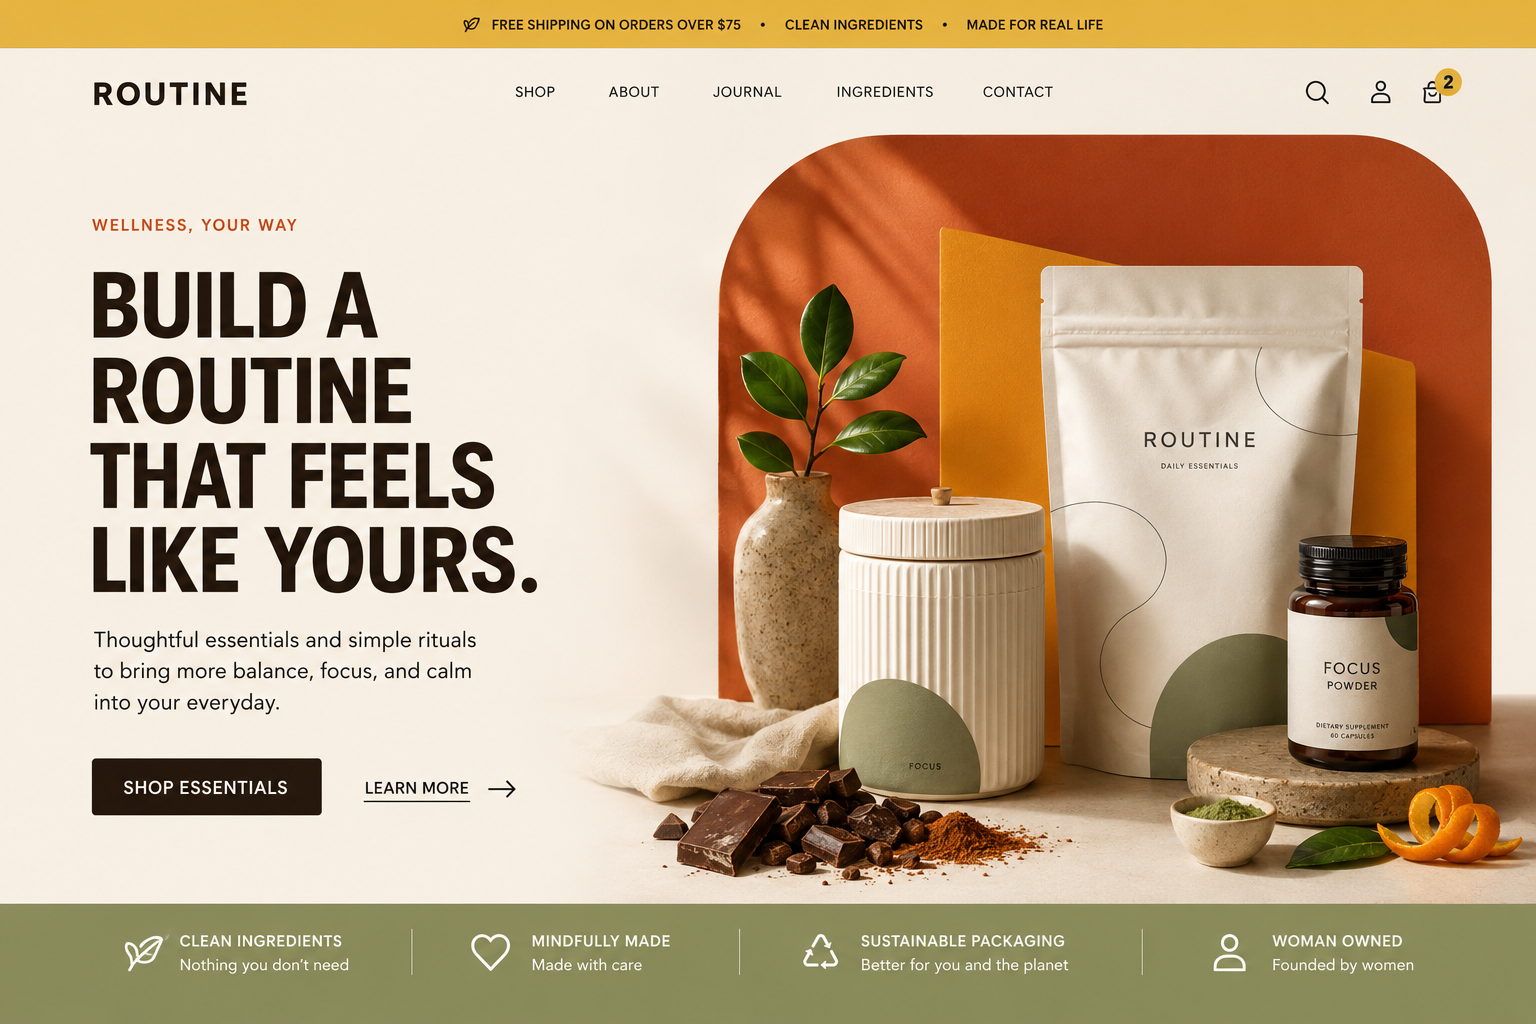 FREE SHIPPING ON ORDERS OVER $75 • CLEAN INGREDIENTS • MADE FOR REAL LIFE
ROUTINE
SHOP ABOUT JOURNAL INGREDIENTS CONTACT
2
WELLNESS, YOUR WAY
BUILD A
ROUTINE
THAT FEELS
LIKE YOURS.
Thoughtful essentials and simple rituals
to bring more balance, focus, and calm
into your everyday.
SHOP ESSENTIALS
LEARN MORE
ROUTINE
DAILY ESSENTIALS
FOCUS
FOCUS
POWDER
DIETARY SUPPLEMENT
60 CAPSULES
CLEAN INGREDIENTS
Nothing you don't need
MINDFULLY MADE
Made with care
SUSTAINABLE PACKAGING
Better for you and the planet
WOMAN OWNED
Founded by women